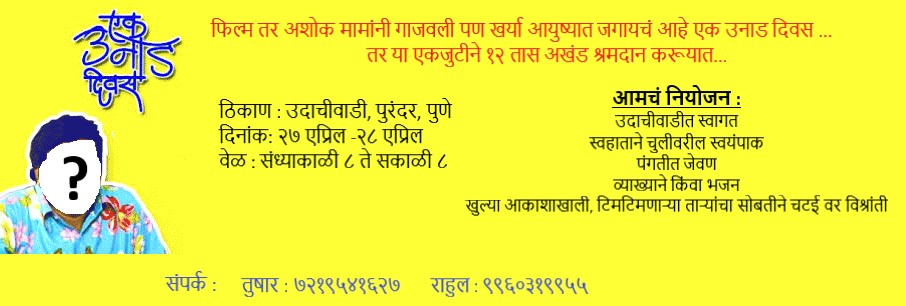 एक
उनाड
दिवस
फिल्म तर अशोक मामांनी गाजवली पण खर्या आयुष्यात जगायचं आहे एक उनाड दिवस ...
तर या एकजुटीने १२ तास अखंड श्रमदान करूयात...
ठिकाण : उदाचीवाडी, पुरंदर, पुणे
दिनांक: २७ एप्रिल -२८ एप्रिल
वेळ : संध्याकाळी ८ ते सकाळी ८
आमचं नियोजन :
उदाचीवाडीत स्वागत
स्वहाताने चुलीवरील स्वयंपाक
पंगतीत जेवण
व्याख्याने किंवा भजन
खुल्या आकाशाखाली, टिमटिमणाऱ्या ताऱ्यांचा सोबतीने चटई वर विश्रांती
?
संपर्क : तुषार : ७२१९५४१६२७ राहुल : ९९६०३१९९५५